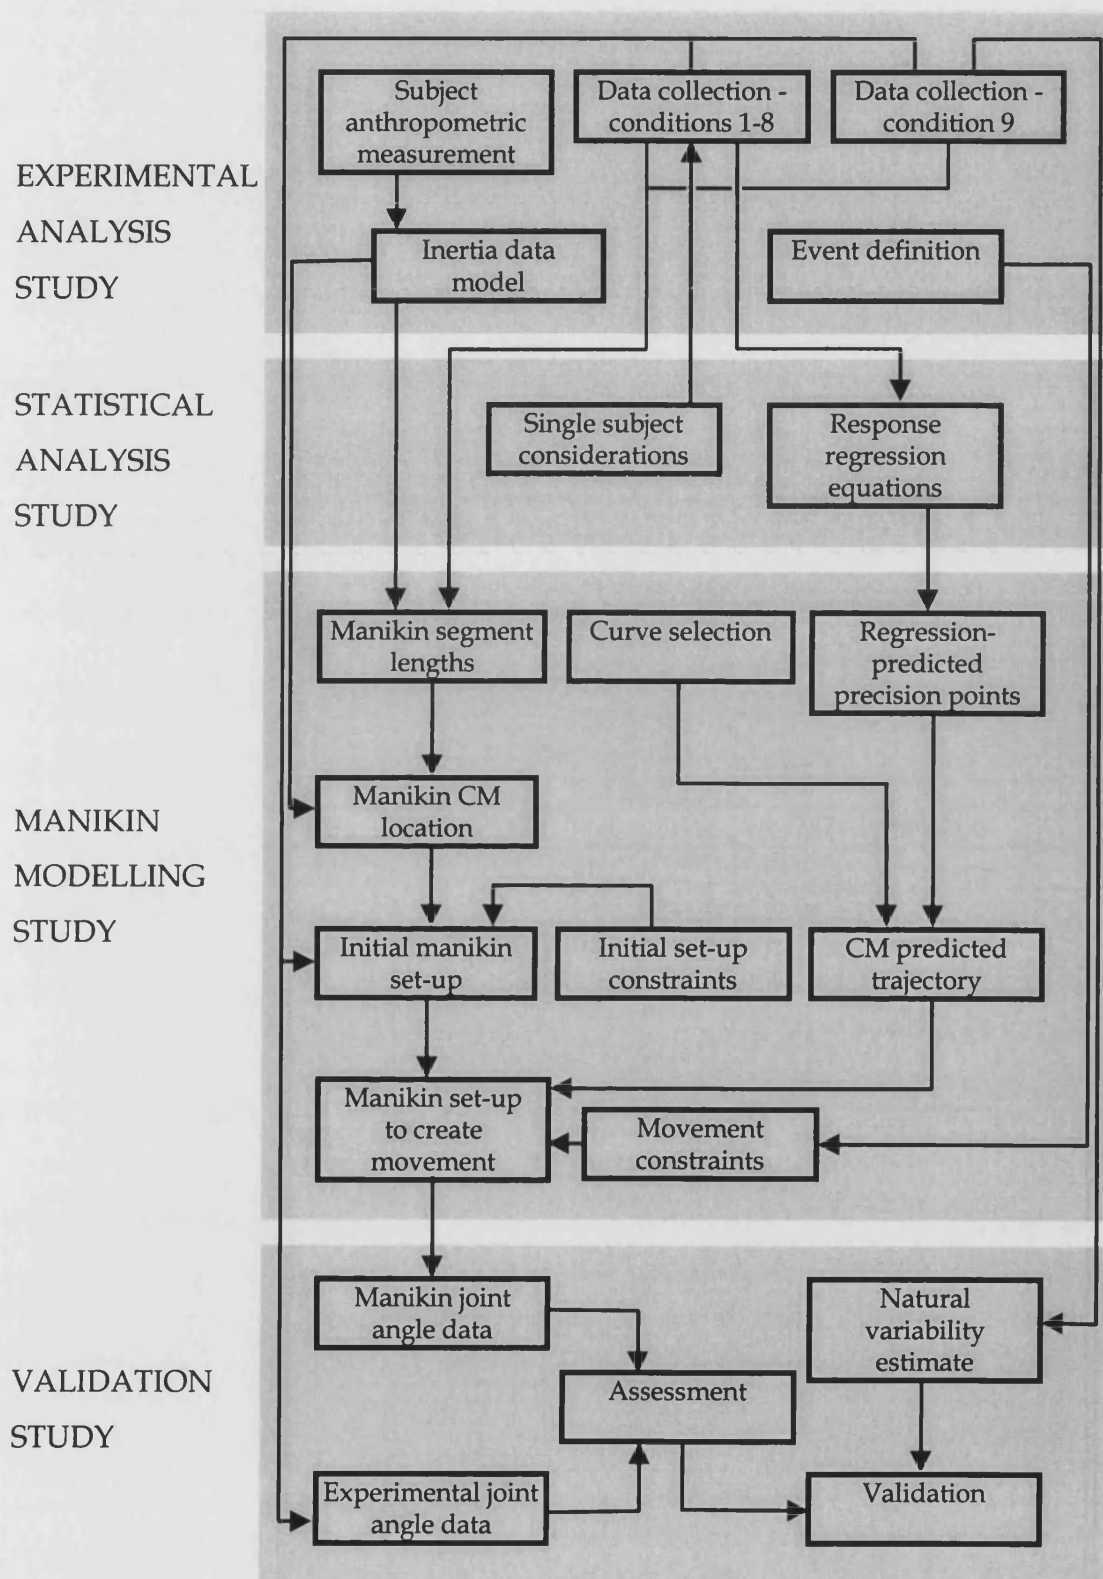 EXPERIMENTAL
ANALYSIS
STUDY
Subject
anthropometric
measurement
Data collection -
conditions 1-8
Data collection -
condition 9
Inertia data
model
Event definition
STATISTICAL
ANALYSIS
STUDY
Single subject
considerations
Response
regression
equations
MANIKIN
MODELLING
STUDY
Manikin segment
lengths
Curve selection
Regression-
predicted
precision points
Manikin CM
location
Initial manikin
set-up
Initial set-up
constraints
CM predicted
trajectory
Manikin set-up
to create
movement
Movement
constraints
VALIDATION
STUDY
Manikin joint
angle data
Natural
variability
estimate
Assessment
Experimental joint
angle data
Validation